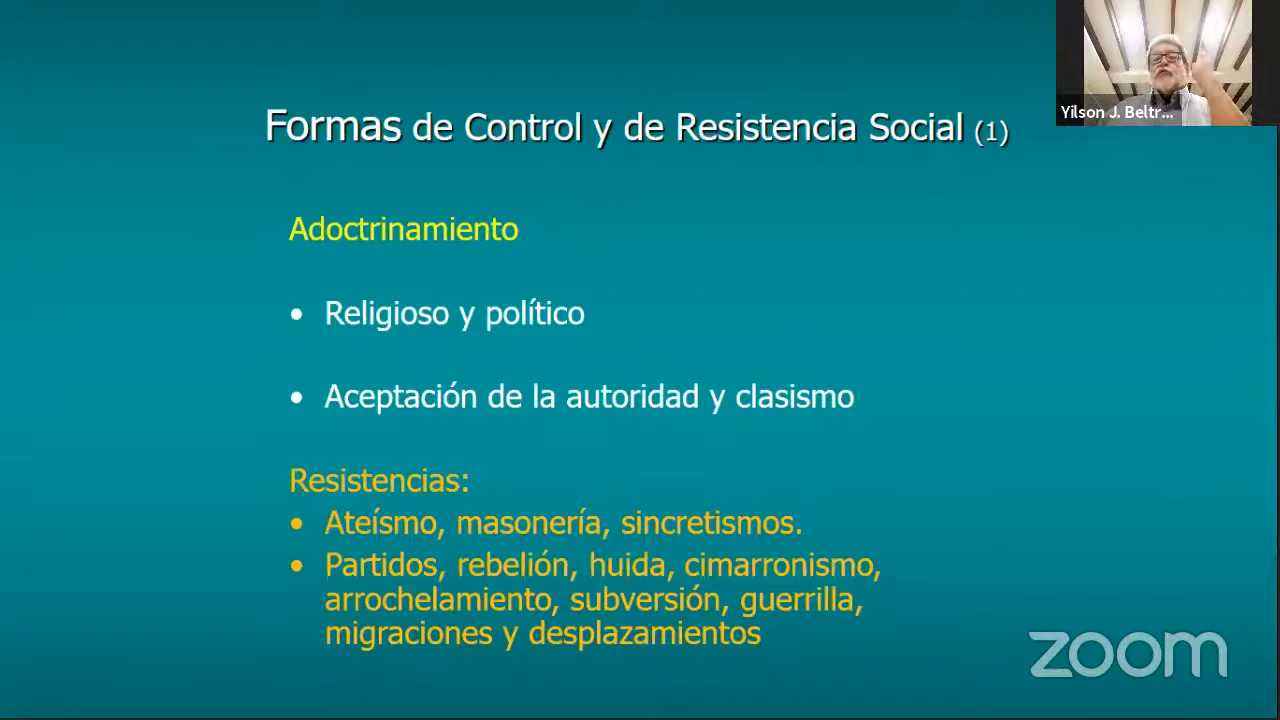 Yilson J. Beltr...
Formas de Control y de Resistencia Social (1)
Adoctrinamiento
• Religioso y político
• Aceptación de la autoridad y clasismo
Resistencias:
• Ateísmo, masonería, sincretismos.
• Partidos, rebelión, huida, cimarronismo,
arrochelamiento, subversión, guerrilla,
migraciones y desplazamientos
zoom